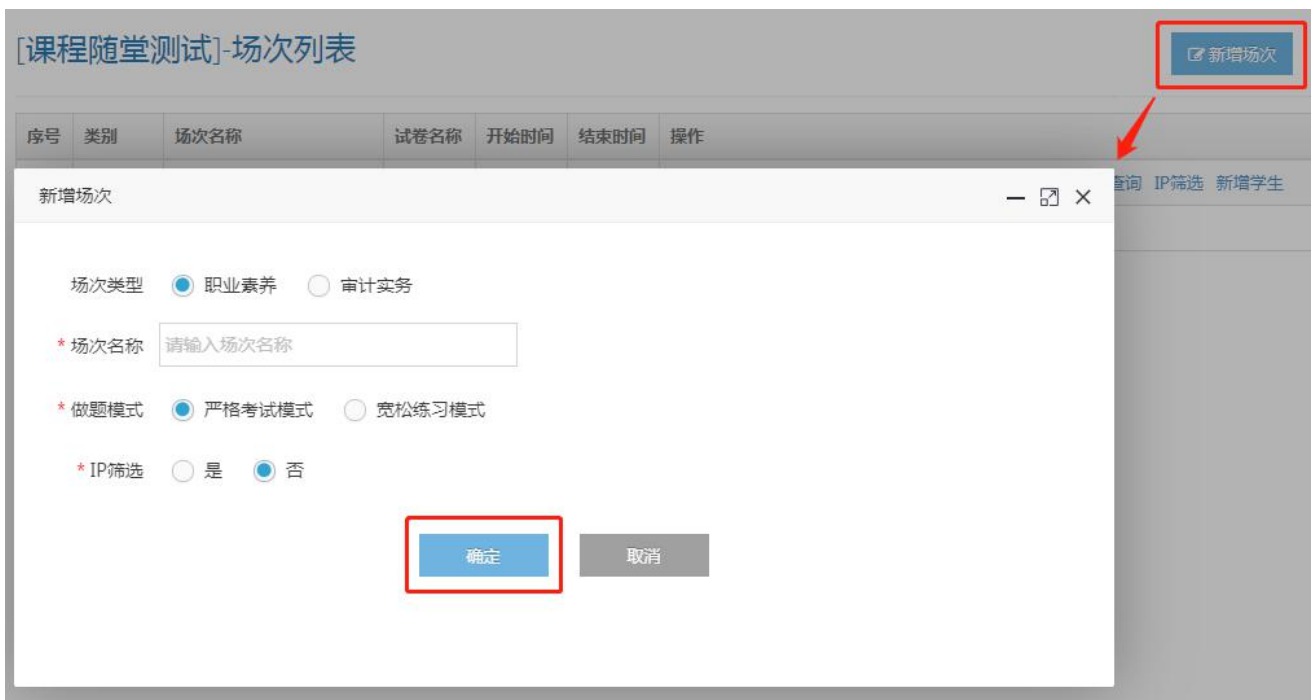 [课程随堂测试]-场次列表
新增场次
序号 类别 场次名称 试卷名称 开始时间 结束时间 操作
查询 IP筛选 新增学生
新增场次
场次类型 职业素养 审计实务
* 场次名称 请输入场次名称
* 做题模式 严格考试模式 宽松练习模式
* IP筛选 是 否
确定 取消